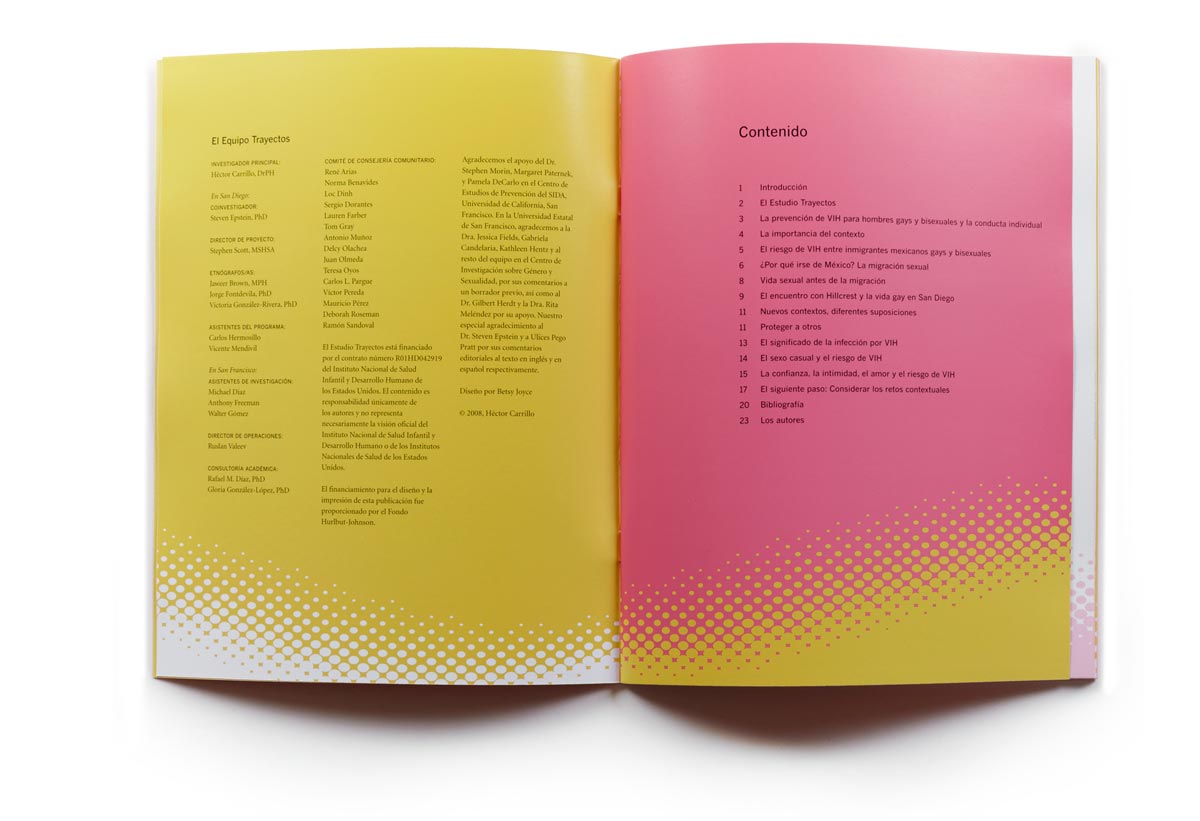 El Equipo Trayectos
INVESTIGADOR PRINCIPAL:
Héctor Carrillo, DrPH
En San Diego:
COINVESTIGADOR:
Steven Epstein, PhD
DIRECTOR DE PROYECTO:
Stephen Scott, MSHSA
ETNÓGRAFOS/AS:
Jaweer Brown, MPH
Jorge Fontdevila, PhD
Victoria González-Rivera, PhD
ASISTENTES DEL PROGRAMA:
Carlos Hermosillo
Vicente Mendívil
En San Francisco:
ASISTENTES DE INVESTIGACIÓN:
Michael Díaz
Anthony Freeman
Walter Gómez
DIRECTOR DE OPERACIONES:
Ruslan Valeev
CONSULTORÍA ACADÉMICA:
Rafael M. Díaz, PhD
Gloria González-López, PhD
COMITÉ DE CONSEJERÍA COMUNITARIO:
René Arias
Norma Benavides
Loc Dinh
Sergio Dorantes
Lauren Farber
Tom Gray
Antonio Muñoz
Delcy Olachea
Juan Olmeda
Teresa Oyos
Carlos L. Pargue
Víctor Pereda
Mauricio Pérez
Deborah Roseman
Ramón Sandoval
El Estudio Trayectos está financiado
por el contrato número R01HD042919
del Instituto Nacional de Salud
Infantil y Desarrollo Humano de
los Estados Unidos. El contenido es
responsabilidad únicamente de
los autores y no representa
necesariamente la visión oficial del
Instituto Nacional de Salud Infantil y
Desarrollo Humano o de los Institutos
Nacionales de Salud de los Estados
Unidos.
El financiamiento para el diseño y la
impresión de esta publicación fue
proporcionado por el Fondo
Hurlbut-Johnson.
Agradecemos el apoyo del Dr.
Stephen Morin, Margaret Paternek,
y Pamela DeCarlo en el Centro de
Estudios de Prevención del SIDA,
Universidad de California, San
Francisco. En la Universidad Estatal
de San Francisco, agradecemos a la
Dra. Jessica Fields, Gabriela
Candelaria, Kathleen Hentz y al
resto del equipo en el Centro de
Investigación sobre Género y
Sexualidad, por sus comentarios a
un borrador previo, así como al
Dr. Gilbert Herdt y la Dra. Rita
Meléndez por su apoyo. Nuestro
especial agradecimiento al
Dr. Steven Epstein y a Ulices Pego
Pratt por sus comentarios
editoriales al texto en inglés y en
español respectivamente.
Diseño por Betsy Joyce
© 2008, Héctor Carrillo
Contenido
1 Introducción
2 El Estudio Trayectos
3 La prevención de VIH para hombres gays y bisexuales y la conducta individual
4 La importancia del contexto
5 El riesgo de VIH entre inmigrantes mexicanos gays y bisexuales
6 ¿Por qué irse de México? La migración sexual
8 Vida sexual antes de la migración
9 El encuentro con Hillcrest y la vida gay en San Diego
11 Nuevos contextos, diferentes suposiciones
11 Proteger a otros
13 El significado de la infección por VIH
14 El sexo casual y el riesgo de VIH
15 La confianza, la intimidad, el amor y el riesgo de VIH
17 El siguiente paso: Considerar los retos contextuales
20 Bibliografía
23 Los autores